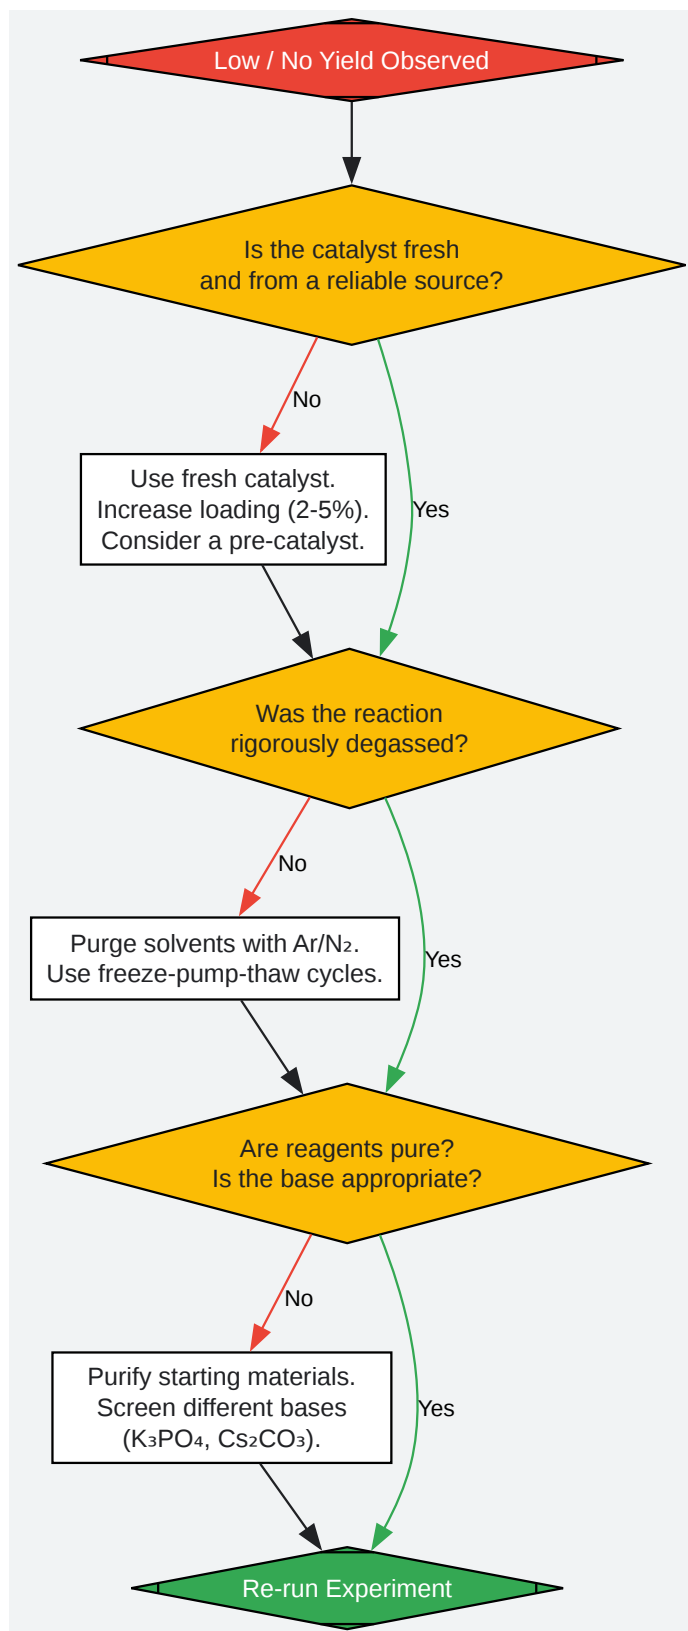 Low / No Yield Observed
Is the catalyst fresh
and from a reliable source?
No
Use fresh catalyst.
Increase loading (2-5%).
Consider a pre-catalyst.
Yes
Was the reaction
rigorously degassed?
No
Purge solvents with Ar/N₂.
Use freeze-pump-thaw cycles.
Yes
Are reagents pure?
Is the base appropriate?
No
Purify starting materials.
Screen different bases
(K₃PO₄, Cs₂CO₃).
Yes
Re-run Experiment